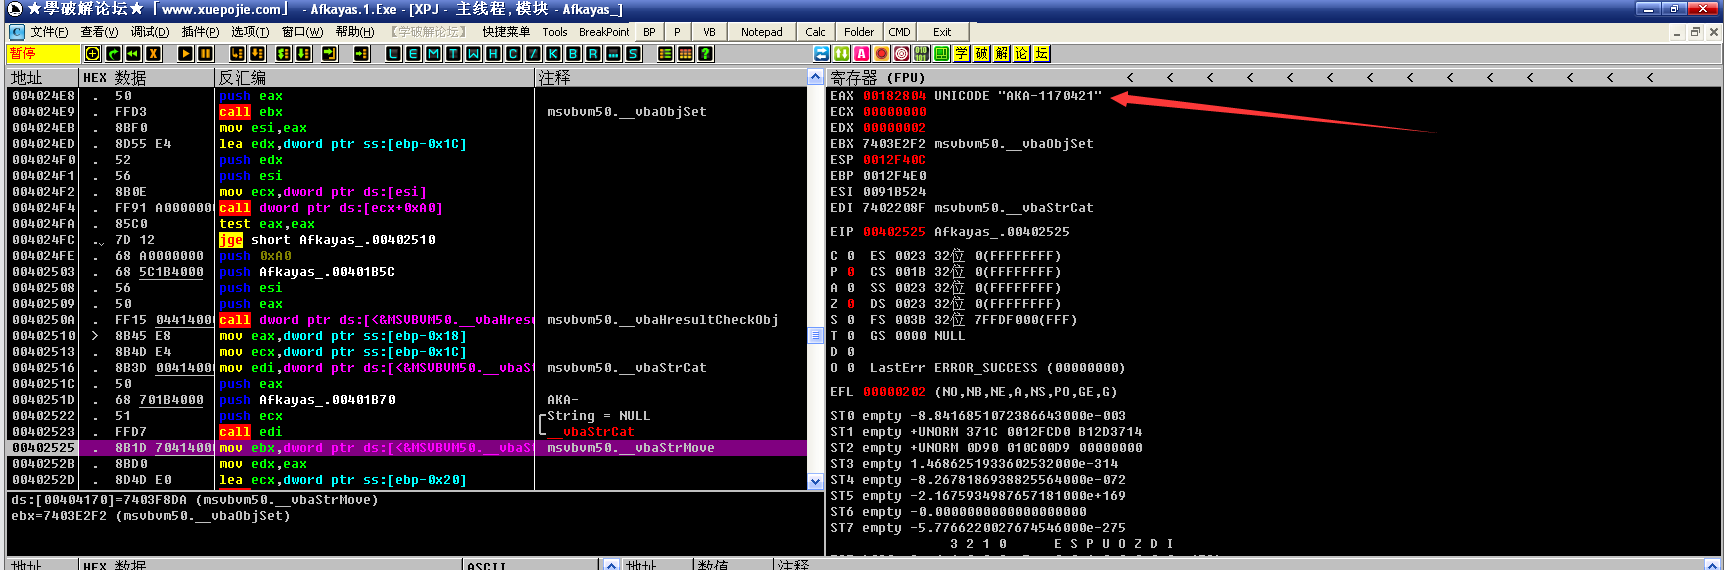 ★學破解论坛★「www.xuepojie.com」 - Afkayas.1.Exe - [XPJ - 主线程,模块 - Afkayas_]
文件(F) 查看(V) 调试(D) 插件(P) 选项(T) 窗口(W) 帮助(H) 【学破解论坛】 快捷菜单 Tools BreakPoint BP P VB Notepad Calc Folder CMD Exit
暂停 L E M T W H C / K B R ... S ? A 学 破 解 论 坛
地址 HEX 数据 反汇编 注释
004024E8 . 50 push eax
004024E9 . FFD3 call ebx msvbvm50.__vbaObjSet
004024EB . 8BF0 mov esi,eax
004024ED . 8D55 E4 lea edx,dword ptr ss:[ebp-0x1C]
004024F0 . 52 push edx
004024F1 . 56 push esi
004024F2 . 8B0E mov ecx,dword ptr ds:[esi]
004024F4 . FF91 A0000000 call dword ptr ds:[ecx+0xA0]
004024FA . 85C0 test eax,eax
004024FC . 7D 12 jge short Afkayas_.00402510
004024FE . 68 A0000000 push 0xA0
00402503 . 68 5C1B4000 push Afkayas_.00401B5C
00402508 . 56 push esi
00402509 . 50 push eax
0040250A . FF15 0441400 call dword ptr ds:[<&MSVBVM50.__vbaHres msvbvm50.__vbaHresultCheckObj
00402510 > 8B45 E8 mov eax,dword ptr ss:[ebp-0x18]
00402513 . 8B4D E4 mov ecx,dword ptr ss:[ebp-0x1C]
00402516 . 8B3D 0041400 mov edi,dword ptr ds:[<&MSVBVM50.__vbaS msvbvm50.__vbaStrCat
0040251C . 50 push eax
0040251D . 68 701B4000 push Afkayas_.00401B70 AKA-
00402522 . 51 push ecx String = NULL
00402523 . FFD7 call edi __vbaStrCat
00402525 . 8B1D 7041400 mov ebx,dword ptr ds:[<&MSVBVM50.__vbaS msvbvm50.__vbaStrMove
0040252B . 8BD0 mov edx,eax
0040252D . 8D4D E0 lea ecx,dword ptr ss:[ebp-0x20]
ds:[00404170]=7403F8DA (msvbvm50.__vbaStrMove)
ebx=7403E2F2 (msvbvm50.__vbaObjSet)
寄存器 (FPU) < < < < < < < < < < < < < <
EAX 00182804 UNICODE "AKA-1170421"
ECX 00000000
EDX 00000002
EBX 7403E2F2 msvbvm50.__vbaObjSet
ESP 0012F40C
EBP 0012F4E0
ESI 0091B524
EDI 7402208F msvbvm50.__vbaStrCat
EIP 00402525 Afkayas_.00402525
C 0 ES 0023 32位 0(FFFFFFFF)
P 0 CS 001B 32位 0(FFFFFFFF)
A 0 SS 0023 32位 0(FFFFFFFF)
Z 0 DS 0023 32位 0(FFFFFFFF)
S 0 FS 003B 32位 7FFDF000(FFF)
T 0 GS 0000 NULL
D 0
O 0 LastErr ERROR_SUCCESS (00000000)
EFL 00000202 (NO,NB,NE,A,NS,PO,GE,G)
ST0 empty -8.8416851072386643000e-003
ST1 empty +UNORM 371C 0012FCD0 B12D3714
ST2 empty +UNORM 0D90 010C00D9 00000000
ST3 empty 1.4686251933602532000e-314
ST4 empty -8.2678186938825564000e-072
ST5 empty -2.1675934987657181000e+169
ST6 empty -0.0000000000000000000
ST7 empty -5.7766220027674546000e-275
3 2 1 0 E S P U O Z D I
地址 HEX 数据 ASCII 地址 数值 注释